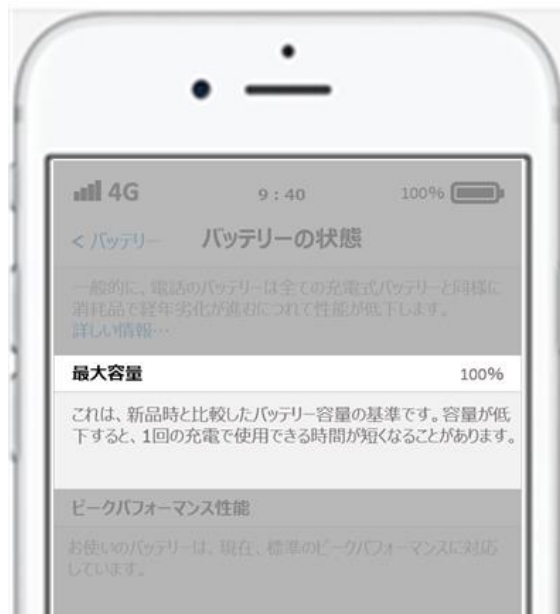 4G 9：40 100%
< バッテリー バッテリーの状態
一般的に、電話のバッテリーは全ての充電式バッテリーと同様に
消耗品で経年劣化が進むにつれて性能が低下します。
詳しい情報…
最大容量 100%
これは、新品時と比較したバッテリー容量の基準です。容量が低
下すると、1回の充電で使用できる時間が短くなることがあります。
ピークパフォーマンス性能
お使いのバッテリーは、現在、標準のピークパフォーマンスに対応
しています。